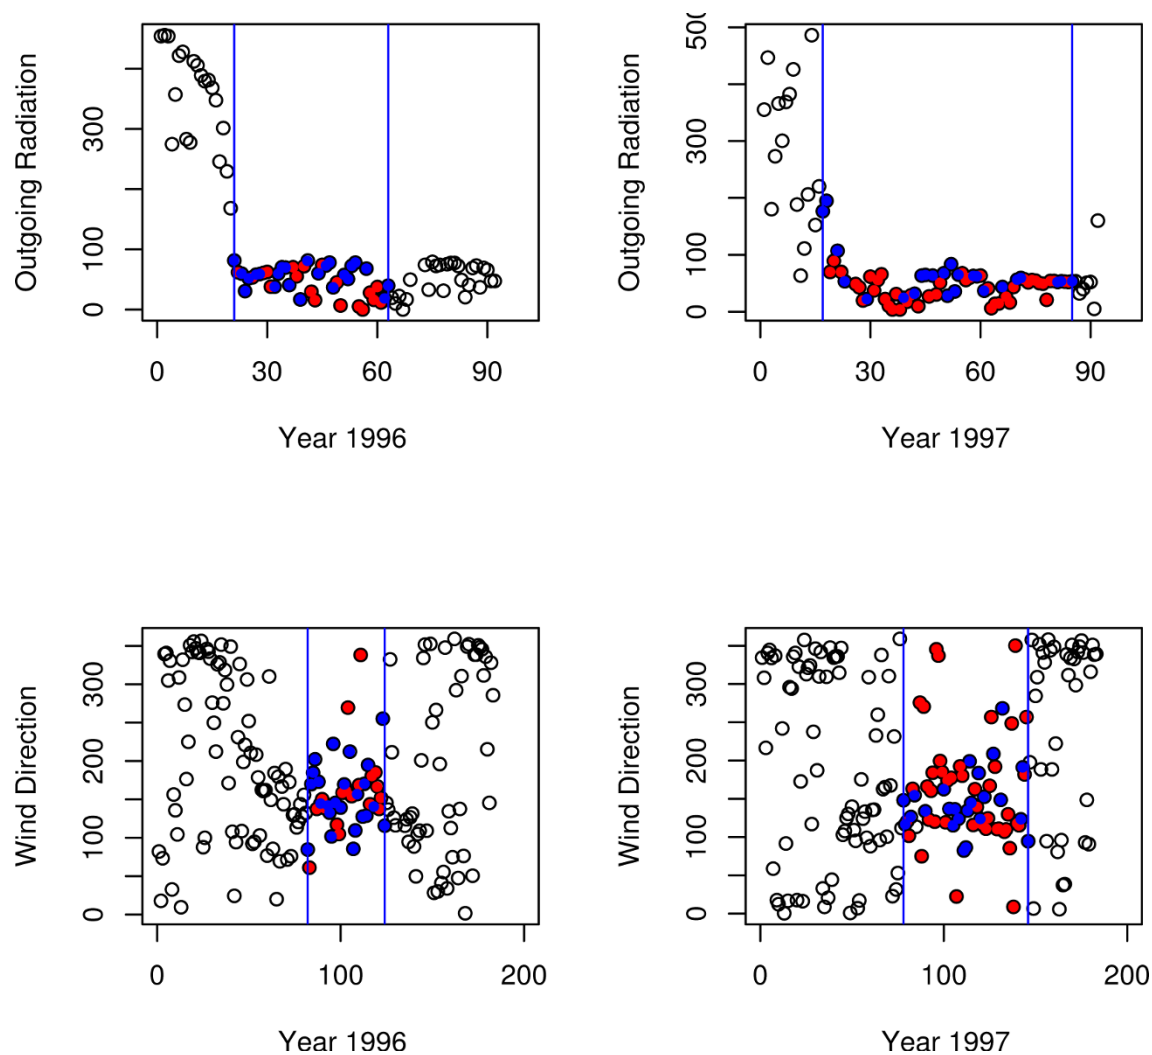 Outgoing Radiation
0 100 300
0 30 60 90
Year 1996
Outgoing Radiation
0 100 300 500
0 30 60 90
Year 1997
Wind Direction
0 100 200 300
0 100 200
Year 1996
Wind Direction
0 100 200 300
0 100 200
Year 1997